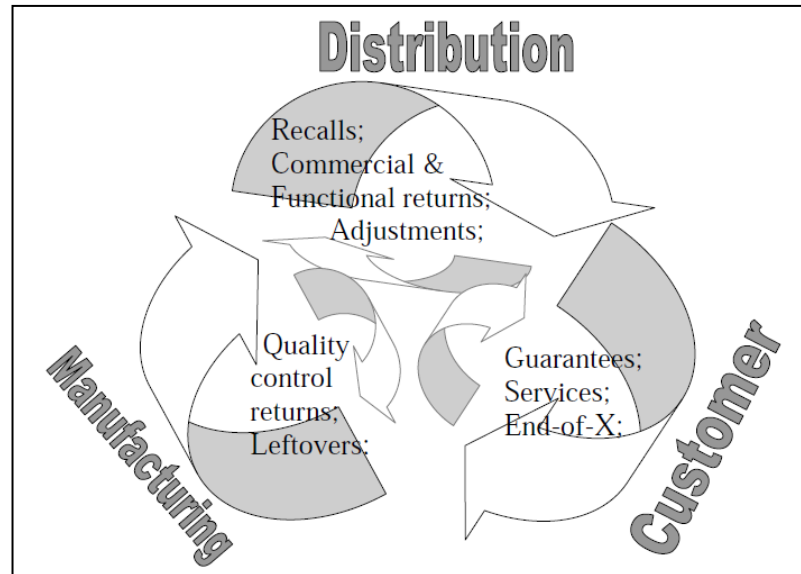 Distribution
Recalls;
Commercial &
Functional returns;
Adjustments;
Quality
control
returns;
Leftovers;
Guarantees;
Services;
End-of-X;
Manufacturing
Customer